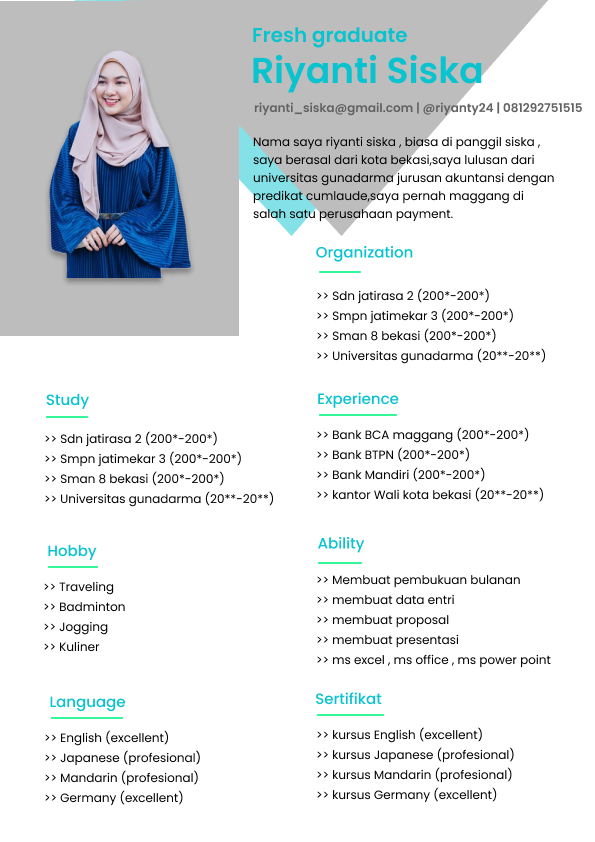 Fresh graduate
Riyanti Siska
riyanti_siska@gmail.com | @riyanty24 | 081292751515
Nama saya riyanti siska , biasa di panggil siska ,
saya berasal dari kota bekasi,saya lulusan dari
universitas gunadarma jurusan akuntansi dengan
predikat cumlaude,saya pernah maggang di
salah satu perusahaan payment.
Organization
>> Sdn jatirasa 2 (200*-200*)
>> Smpn jatimekar 3 (200*-200*)
>> Sman 8 bekasi (200*-200*)
>> Universitas gunadarma (20**-20**)
Study
>> Sdn jatirasa 2 (200*-200*)
>> Smpn jatimekar 3 (200*-200*)
>> Sman 8 bekasi (200*-200*)
>> Universitas gunadarma (20**-20**)
Experience
>> Bank BCA maggang (200*-200*)
>> Bank BTPN (200*-200*)
>> Bank Mandiri (200*-200*)
>> kantor Wali kota bekasi (20**-20**)
Hobby
>> Traveling
>> Badminton
>> Jogging
>> Kuliner
Ability
>> Membuat pembukuan bulanan
>> membuat data entri
>> membuat proposal
>> membuat presentasi
>> ms excel , ms office , ms power point
Language
>> English (excellent)
>> Japanese (profesional)
>> Mandarin (profesional)
>> Germany (excellent)
Sertifikat
>> kursus English (excellent)
>> kursus Japanese (profesional)
>> kursus Mandarin (profesional)
>> kursus Germany (excellent)